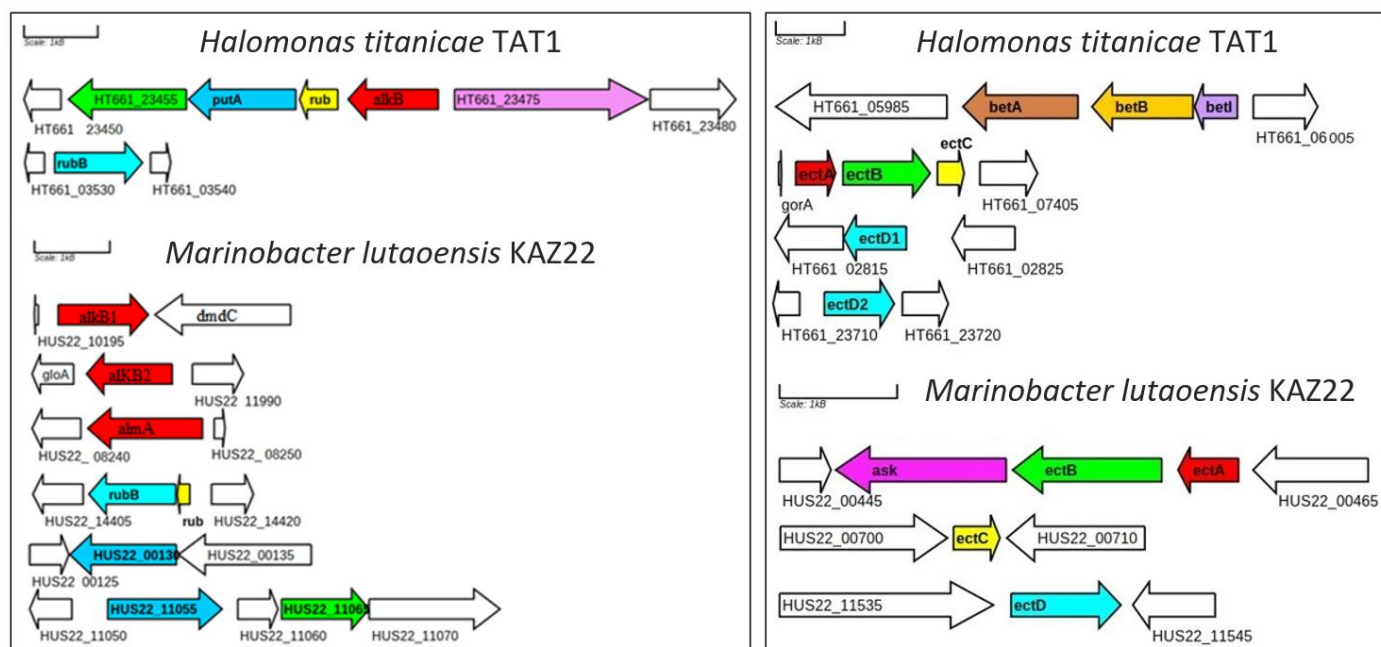 Scale: 1kB
Halomonas titanicae TAT1
HT661_23455 putA rub alkB HT661_23475
HT661 23450 HT661_23480
rubB
HT661_03530 HT661_03540
Scale: 1kB
Marinobacter lutaoensis KAZ22
alkB1 dmdC
HUS22_10195
gloA alKB2
HUS22_11990
almA
HUS22_08240 HUS22_08250
rubB
HUS22_14405 rub HUS22_14420
HUS22_00130 HUS22_00135
HUS22_00125
HUS22_11055 HUS22_11065
HUS22_11050 HUS22_11060 HUS22_11070
Scale: 1kB
Halomonas titanicae TAT1
HT661_05985 betA betB betI
HT661_06005
ectC
ectA ectB
gorA HT661_07405
ectD1
HT661_02815 HT661_02825
ectD2
HT661_23710 HT661_23720
Scale: 1kB
Marinobacter lutaoensis KAZ22
ask ectB ectA
HUS22_00445 HUS22_00465
HUS22_00700 ectC HUS22_00710
HUS22_11535 ectD
HUS22_11545